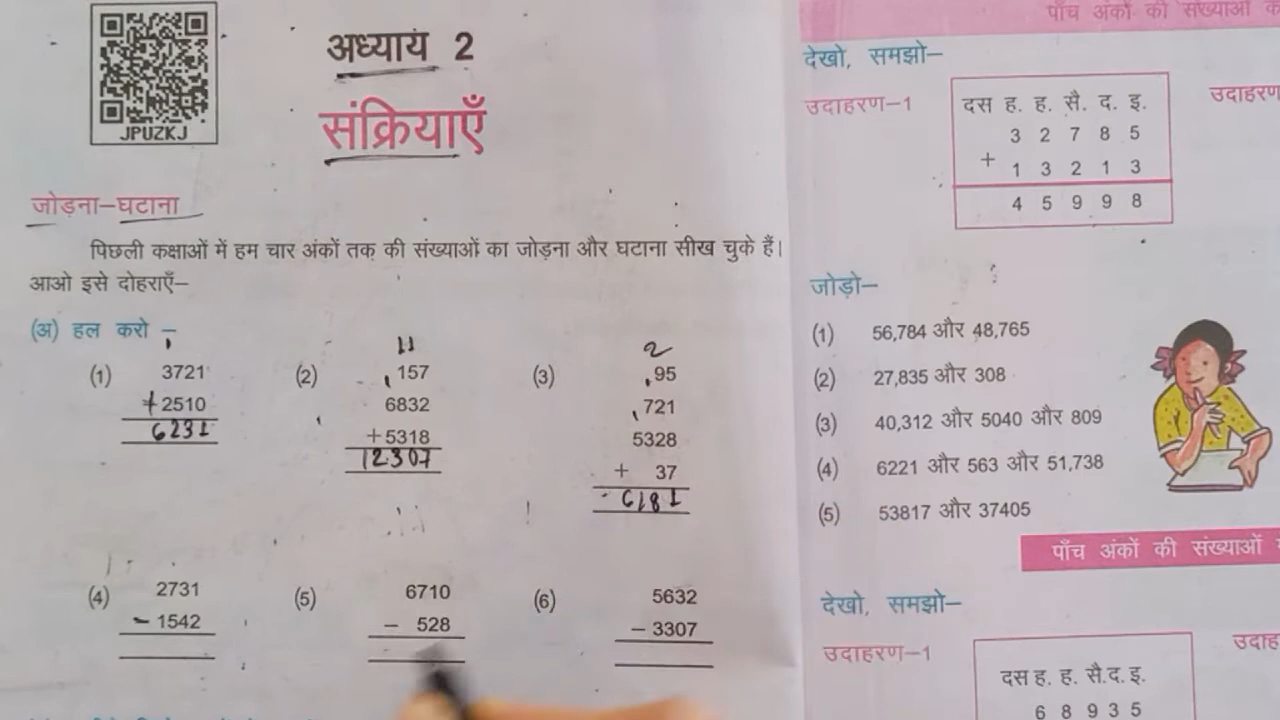 JPUZKJ
अध्याय 2
संक्रियाएँ
जोड़ना–घटाना
पिछली कक्षाओं में हम चार अंकों तक की संख्याओं का जोड़ना और घटाना सीख चुके हैं।
आओ इसे दोहराएँ–
(अ) हल करो –
(1)
1
3721
+ 2510
6231
(2)
11
157
6832
+ 5318
12307
(3)
2
95
721
5328
+ 37
6181
(4)
2731
– 1542
(5)
6710
– 528
(6)
5632
– 3307
पाँच अंकों की संख्याओं
देखो, समझो–
उदाहरण–1
दस ह. ह. सै. द. इ.
3 2 7 8 5
+ 1 3 2 1 3
4 5 9 9 8
जोड़ो–
(1) 56,784 और 48,765
(2) 27,835 और 308
(3) 40,312 और 5040 और 809
(4) 6221 और 563 और 51,738
(5) 53817 और 37405
पाँच अंकों की संख्याओं
देखो, समझो–
उदाहरण–1
दस ह. ह. सै.द. इ.
6 8 9 3 5